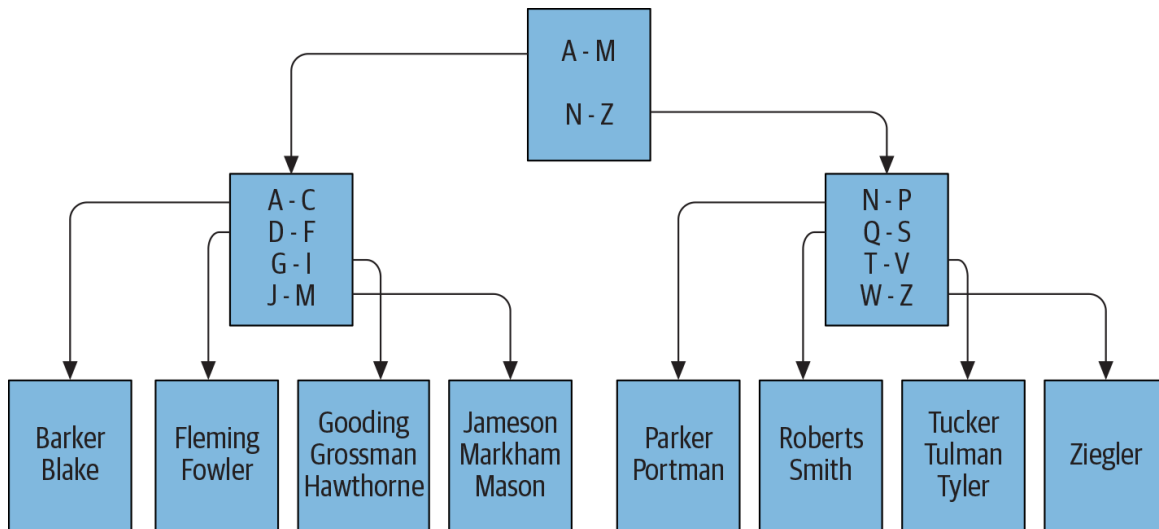 A - M
N - Z
A - C
D - F
G - I
J - M
N - P
Q - S
T - V
W - Z
Barker
Blake
Fleming
Fowler
Gooding
Grossman
Hawthorne
Jameson
Markham
Mason
Parker
Portman
Roberts
Smith
Tucker
Tulman
Tyler
Ziegler